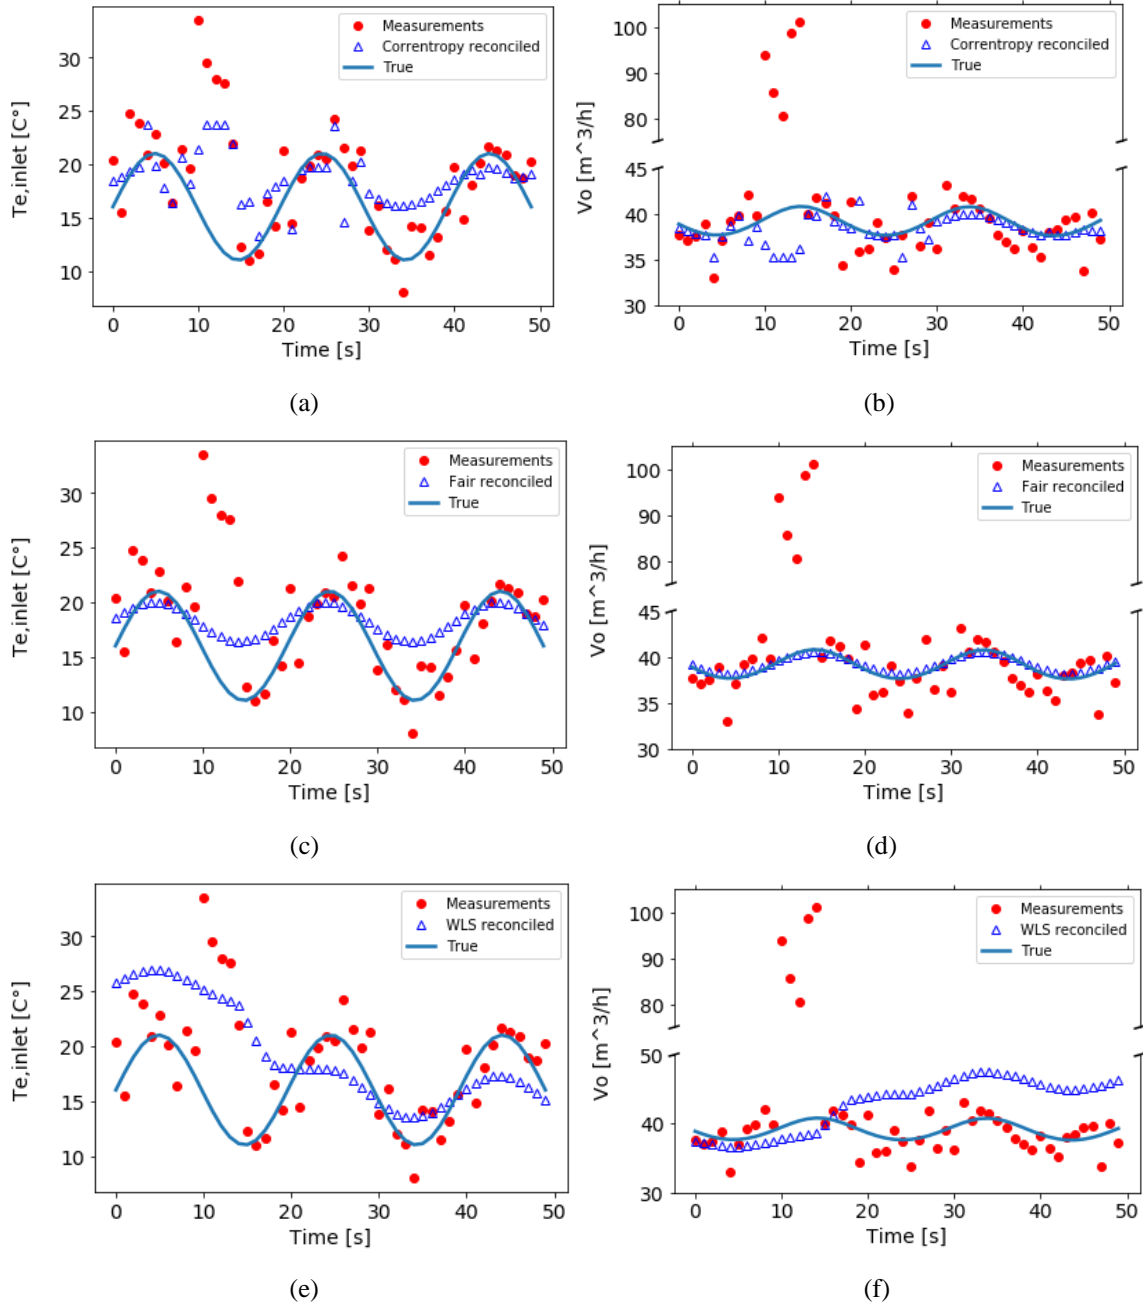 Te,inlet [C°]
30
25
20
15
10
0
10
20
30
40
50
Time [s]
Measurements
Correntropy reconciled
True
(a)
Vo [m^3/h]
100
80
60
45
40
35
30
0
10
20
30
40
50
Time [s]
Measurements
Correntropy reconciled
True
(b)
Te,inlet [C°]
30
25
20
15
10
0
10
20
30
40
50
Time [s]
Measurements
Fair reconciled
True
(c)
Vo [m^3/h]
100
90
80
45
40
35
30
0
10
20
30
40
50
Time [s]
Measurements
Fair reconciled
True
(d)
Te,inlet [C°]
30
25
20
15
10
0
10
20
30
40
50
Time [s]
Measurements
WLS reconciled
True
(e)
Vo [m^3/h]
100
90
80
50
40
30
0
10
20
30
40
50
Time [s]
Measurements
WLS reconciled
True
(f)